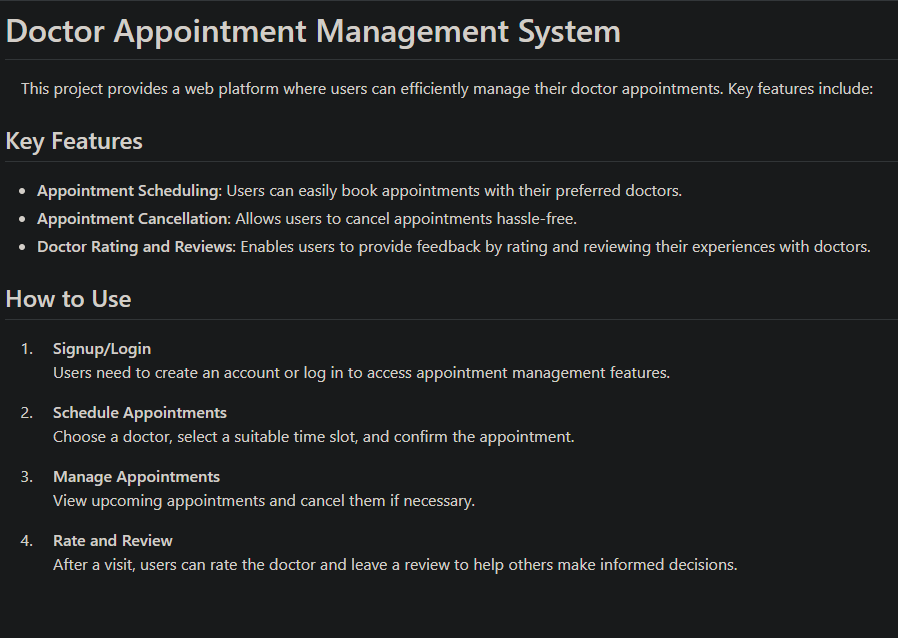 Doctor Appointment Management System
This project provides a web platform where users can efficiently manage their doctor appointments. Key features include:
Key Features
• Appointment Scheduling: Users can easily book appointments with their preferred doctors.
• Appointment Cancellation: Allows users to cancel appointments hassle-free.
• Doctor Rating and Reviews: Enables users to provide feedback by rating and reviewing their experiences with doctors.
How to Use
1. Signup/Login
Users need to create an account or log in to access appointment management features.
2. Schedule Appointments
Choose a doctor, select a suitable time slot, and confirm the appointment.
3. Manage Appointments
View upcoming appointments and cancel them if necessary.
4. Rate and Review
After a visit, users can rate the doctor and leave a review to help others make informed decisions.